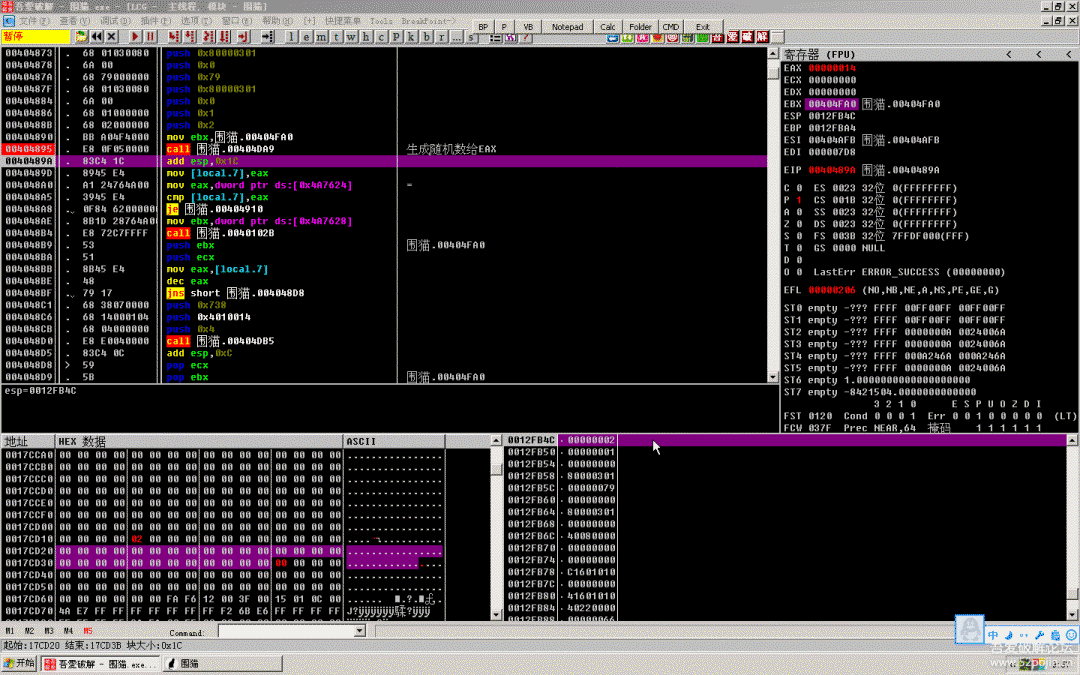 吾爱破解 - 围猫.exe - [LCG - 主线程, 模块 - 围猫]
文件(F) 查看(V) 调试(D) 插件(P) 选项(T) 窗口(W) 帮助(H) [+] 快捷菜单 Tools BreakPoint->
BP P VB Notepad Calc Folder CMD Exit
暂停
l e m t w h c P k b r ... s
00404873 . 68 01030080 push 0x80000301
00404878 . 6A 00 push 0x0
0040487A . 68 79000000 push 0x79
0040487F . 68 01030080 push 0x80000301
00404884 . 6A 00 push 0x0
00404886 . 68 01000000 push 0x1
0040488B . 68 02000000 push 0x2
00404890 . BB A04F4000 mov ebx,围猫.00404FA0
00404895 . E8 0F050000 call 围猫.00404DA9 生成随机数给EAX
0040489A . 83C4 1C add esp,0x1C
0040489D . 8945 E4 mov [local.7],eax
004048A0 . A1 24764A00 mov eax,dword ptr ds:[0x4A7624] =
004048A5 . 3945 E4 cmp [local.7],eax
004048A8 . 0F84 62000000 je 围猫.00404910
004048AE . 8B1D 28764A00 mov ebx,dword ptr ds:[0x4A7628]
004048B4 . E8 72C7FFFF call 围猫.0040102B
004048B9 . 53 push ebx 围猫.00404FA0
004048BA . 51 push ecx
004048BB . 8B45 E4 mov eax,[local.7]
004048BE . 48 dec eax
004048BF . 79 17 jns short 围猫.004048D8
004048C1 . 68 38070000 push 0x738
004048C6 . 68 14000104 push 0x4010014
004048CB . 68 04000000 push 0x4
004048D0 . E8 E0040000 call 围猫.00404DB5
004048D5 . 83C4 0C add esp,0xC
004048D8 > 59 pop ecx
004048D9 . 5B pop ebx 围猫.00404FA0
esp=0012FB4C
寄存器 (FPU) < < <
EAX 00000014
ECX 00000000
EDX 00000000
EBX 00404FA0 围猫.00404FA0
ESP 0012FB4C
EBP 0012FBA4
ESI 00404AFB 围猫.00404AFB
EDI 000007D8
EIP 0040489A 围猫.0040489A
C 0 ES 0023 32位 0(FFFFFFFF)
P 1 CS 001B 32位 0(FFFFFFFF)
A 0 SS 0023 32位 0(FFFFFFFF)
Z 0 DS 0023 32位 0(FFFFFFFF)
S 0 FS 003B 32位 7FFDF000(FFF)
T 0 GS 0000 NULL
D 0
O 0 LastErr ERROR_SUCCESS (00000000)
EFL 00000206 (NO,NB,NE,A,NS,PE,GE,G)
ST0 empty -??? FFFF 00FF00FF 00FF00FF
ST1 empty -??? FFFF 00FF00FF 00FF00FF
ST2 empty -??? FFFF 0000000A 0024006A
ST3 empty -??? FFFF 0000000A 0024006A
ST4 empty -??? FFFF 000A246A 000A246A
ST5 empty -??? FFFF 0000000A 0024006A
ST6 empty 1.0000000000000000000
ST7 empty -8421504.0000000000000
3 2 1 0 E S P U O Z D I
FST 0120 Cond 0 0 0 1 Err 0 0 1 0 0 0 0 0 (LT)
FCW 037F Prec NEAR,64 掩码 1 1 1 1 1 1
地址 HEX 数据 ASCII
0017CCA0 00 00 00 00 00 00 00 00 00 00 00 00 00 00 00 00
0017CCB0 00 00 00 00 00 00 00 00 00 00 00 00 00 00 00 00
0017CCC0 00 00 00 00 00 00 00 00 00 00 00 00 00 00 00 00
0017CCD0 00 00 00 00 00 00 00 00 00 00 00 00 00 00 00 00
0017CCE0 00 00 00 00 00 00 00 00 00 00 00 00 00 00 00 00
0017CCF0 00 00 00 00 00 00 00 00 00 00 00 00 00 00 00 00
0017CD00 00 00 00 00 00 00 00 00 00 00 00 00 00 00 00 00
0017CD10 00 00 00 00 02 00 00 00 00 00 00 00 00 00 00 00
0017CD20 00 00 00 00 00 00 00 00 00 00 00 00 00 00 00 00
0017CD30 00 00 00 00 00 00 00 00 00 00 00 00 00 00 00 00
0017CD40 00 00 00 00 00 00 00 00 00 00 00 00 00 00 00 00
0017CD50 00 00 00 00 00 00 00 00 00 00 00 00 00 00 00 00
0017CD60 00 00 00 00 00 00 FA F6 12 00 3F 00 15 01 0C 00
0017CD70 4A E7 FF FF FF FF FF FF FF F2 6B E6 FF FF FF FF
0012FB4C 00000002
0012FB50 00000001
0012FB54 00000000
0012FB58 80000301
0012FB5C 00000079
0012FB60 00000000
0012FB64 80000301
0012FB68 00000000
0012FB6C 40080000
0012FB70 00000000
0012FB74 00000000
0012FB78 C1601010
0012FB7C 00000000
0012FB80 41601010
0012FB84 40220000
0012FB88 00000066
M1 M2 M3 M4 M5 Command:
起始:17CD20 结束:17CD3B 块大小:0x1C
开始 吾爱破解 - 围猫.exe... 围猫
中
吾爱破解论坛
www.52pojie.cn